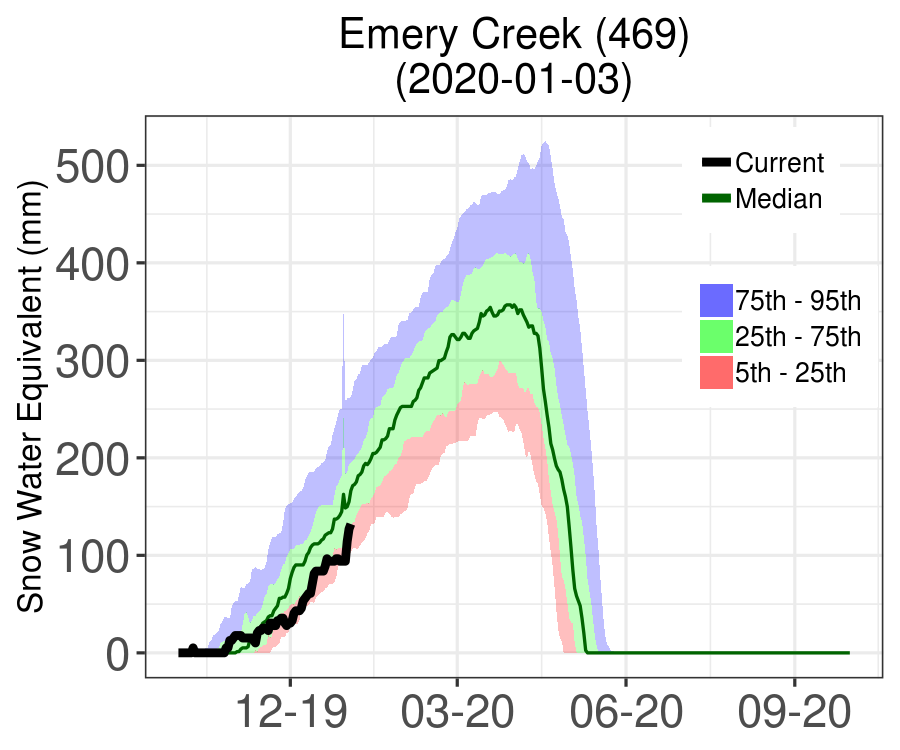 Emery Creek (469)
(2020-01-03)
Snow Water Equivalent (mm)
500
400
300
200
100
0
12-19
03-20
06-20
09-20
Current
Median
75th - 95th
25th - 75th
5th - 25th